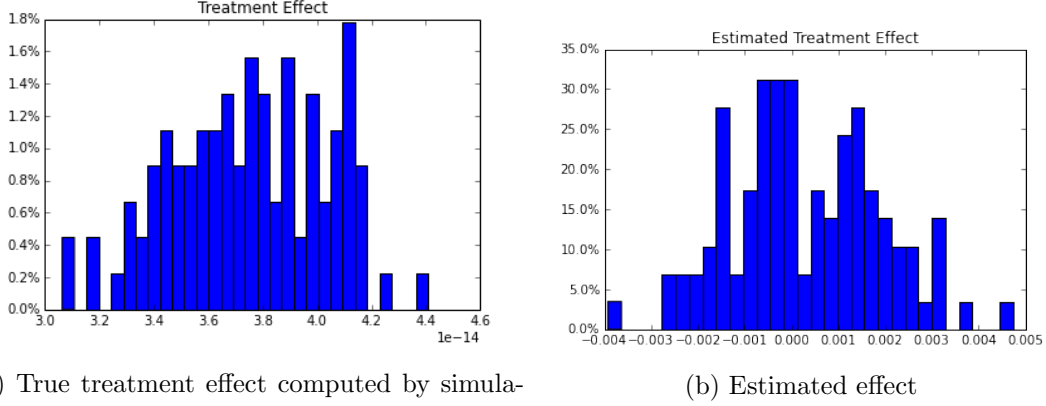 Treatment Effect
1.8%
1.6%
1.4%
1.2%
1.0%
0.8%
0.6%
0.4%
0.2%
0.0%
3.0 3.2 3.4 3.6 3.8 4.0 4.2 4.4 4.6
1e−14
) True treatment effect computed by simula-
Estimated Treatment Effect
35.0%
30.0%
25.0%
20.0%
15.0%
10.0%
5.0%
0.0%
−0.004 −0.003 −0.002 −0.001 0.000 0.001 0.002 0.003 0.004 0.005
(b) Estimated effect